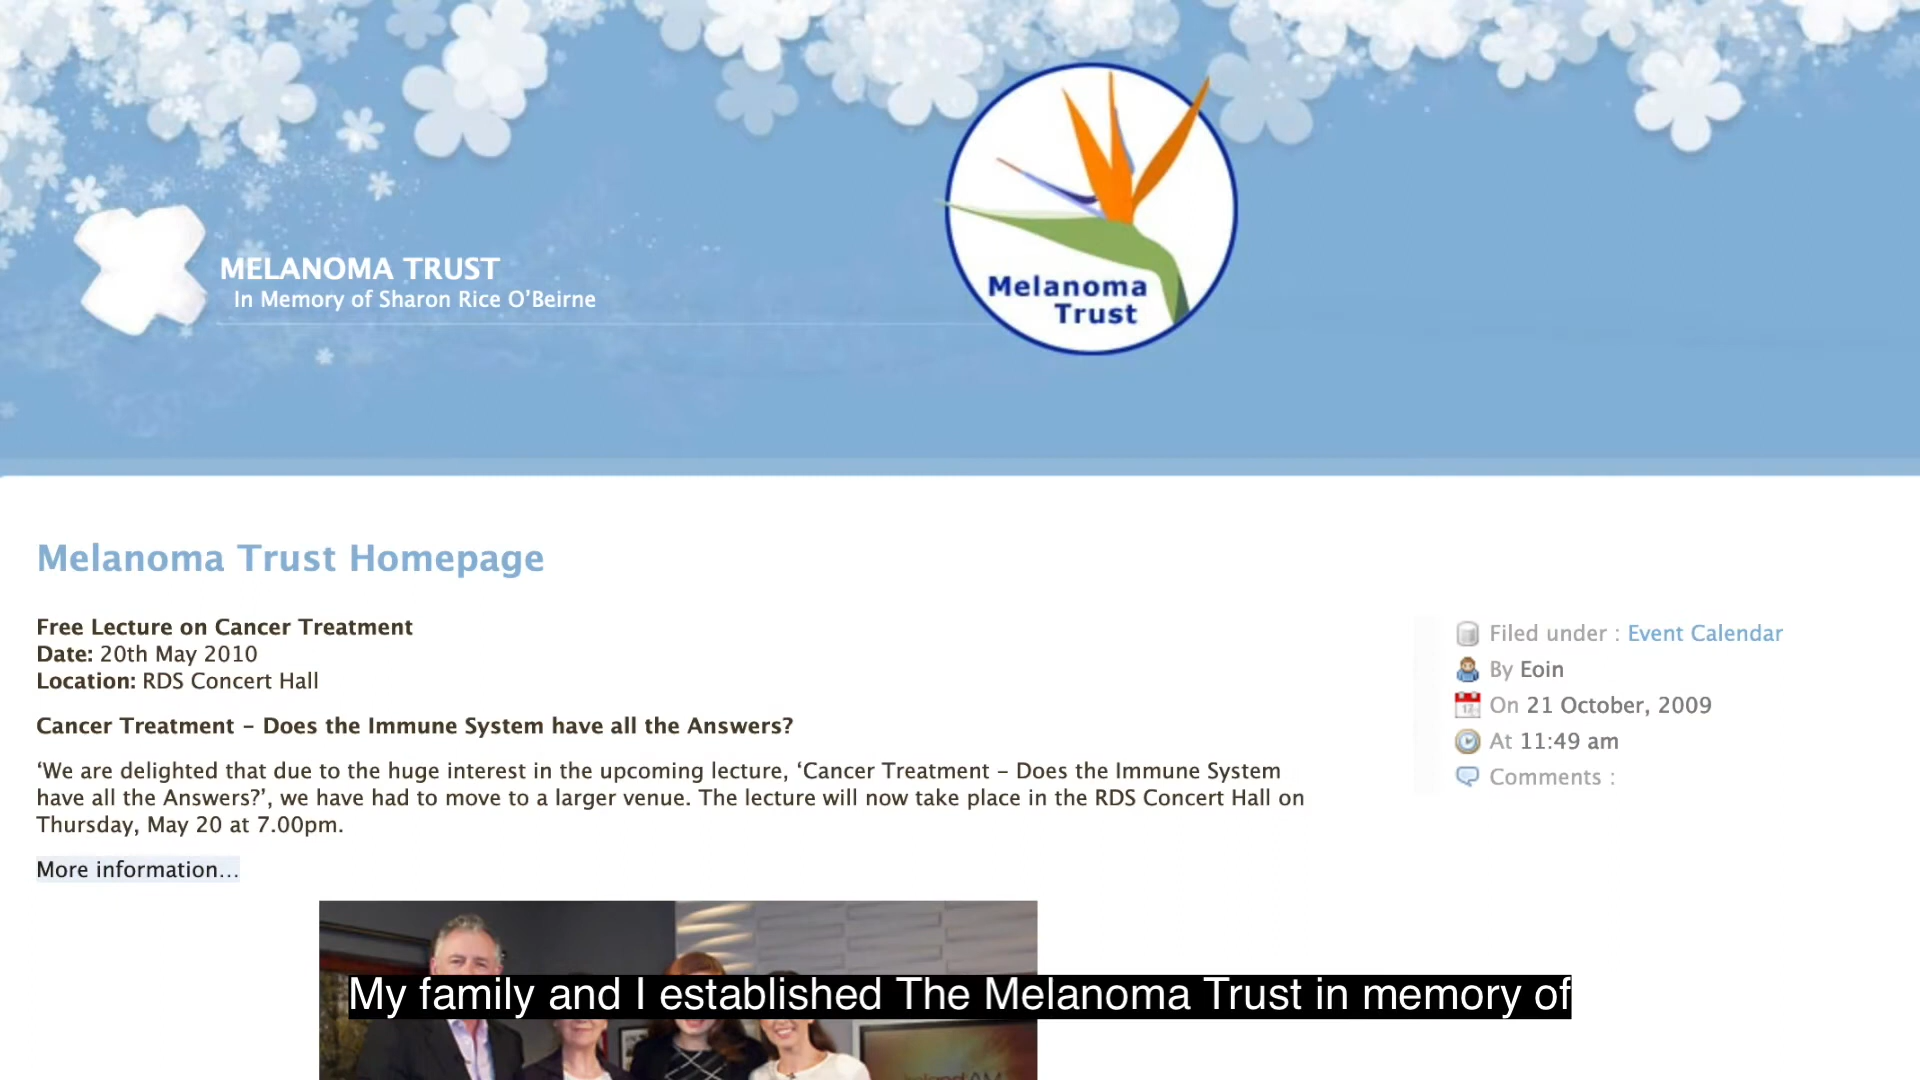 MELANOMA TRUST
In Memory of Sharon Rice O'Beirne
Melanoma
Trust
Melanoma Trust Homepage
Free Lecture on Cancer Treatment
Date: 20th May 2010
Location: RDS Concert Hall
Cancer Treatment – Does the Immune System have all the Answers?
‘We are delighted that due to the huge interest in the upcoming lecture, ‘Cancer Treatment – Does the Immune System
have all the Answers?’, we have had to move to a larger venue. The lecture will now take place in the RDS Concert Hall on
Thursday, May 20 at 7.00pm.
More information...
Filed under : Event Calendar
By Eoin
On 21 October, 2009
At 11:49 am
Comments :
My family and I established The Melanoma Trust in memory of
Ireland AM